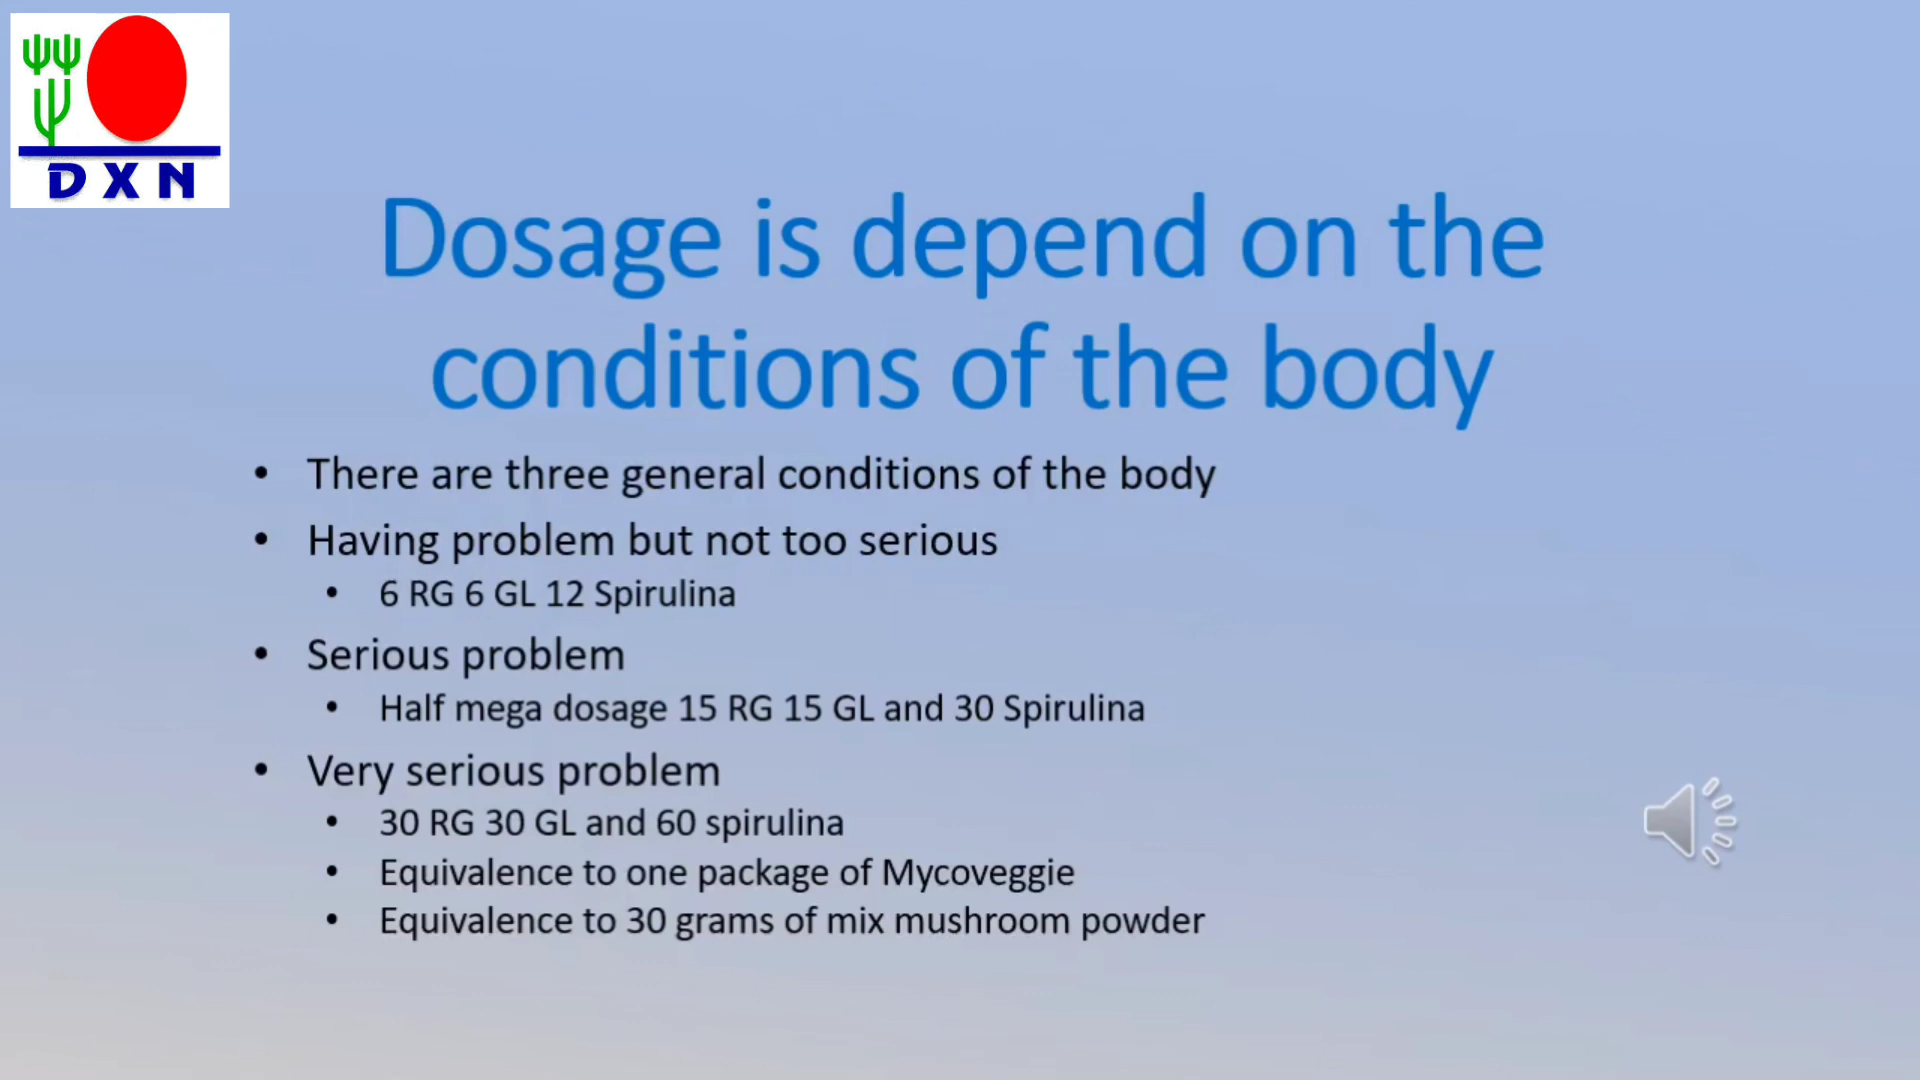 DXN
Dosage is depend on the
conditions of the body
• There are three general conditions of the body
• Having problem but not too serious
• 6 RG 6 GL 12 Spirulina
• Serious problem
• Half mega dosage 15 RG 15 GL and 30 Spirulina
• Very serious problem
• 30 RG 30 GL and 60 spirulina
• Equivalence to one package of Mycoveggie
• Equivalence to 30 grams of mix mushroom powder